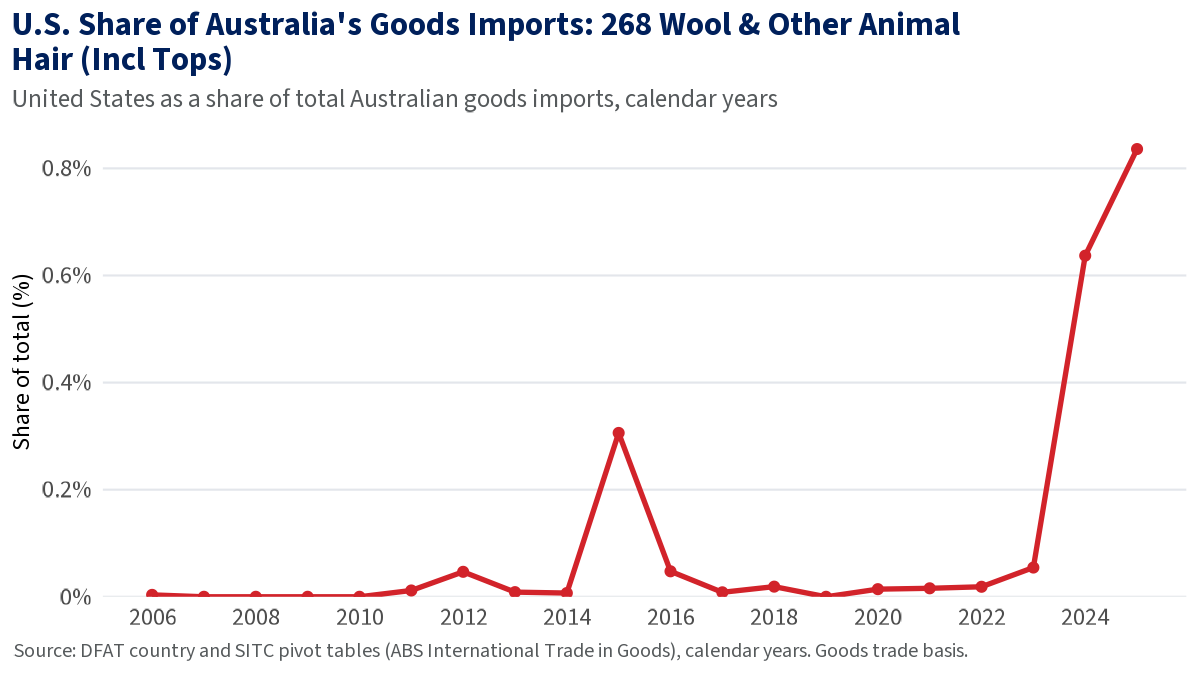 U.S. Share of Australia's Goods Imports: 268 Wool & Other Animal
Hair (Incl Tops)
United States as a share of total Australian goods imports, calendar years
Share of total (%)
0.8%
0.6%
0.4%
0.2%
0%
2006 2008 2010 2012 2014 2016 2018 2020 2022 2024
Source: DFAT country and SITC pivot tables (ABS International Trade in Goods), calendar years. Goods trade basis.